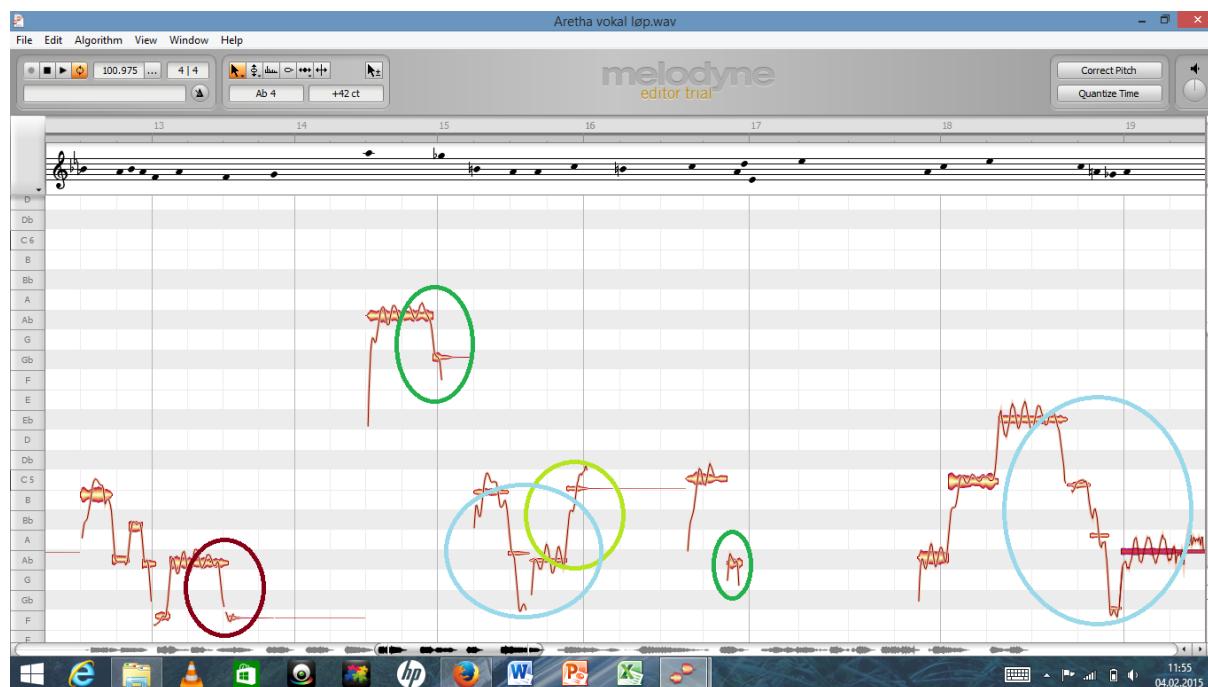 Aretha vokal løp.wav
File Edit Algorithm View Window Help
100.975 ... 4|4
Ab 4 +42 ct
melodyne
editor trial
Correct Pitch
Quantize Time
13 14 15 16 17 18 19
D
Db
C 6
B
Bb
A
Ab
G
Gb
F
E
Eb
D
Db
C 5
B
Bb
A
Ab
G
Gb
F
E
hp
11:55
04.02.2015